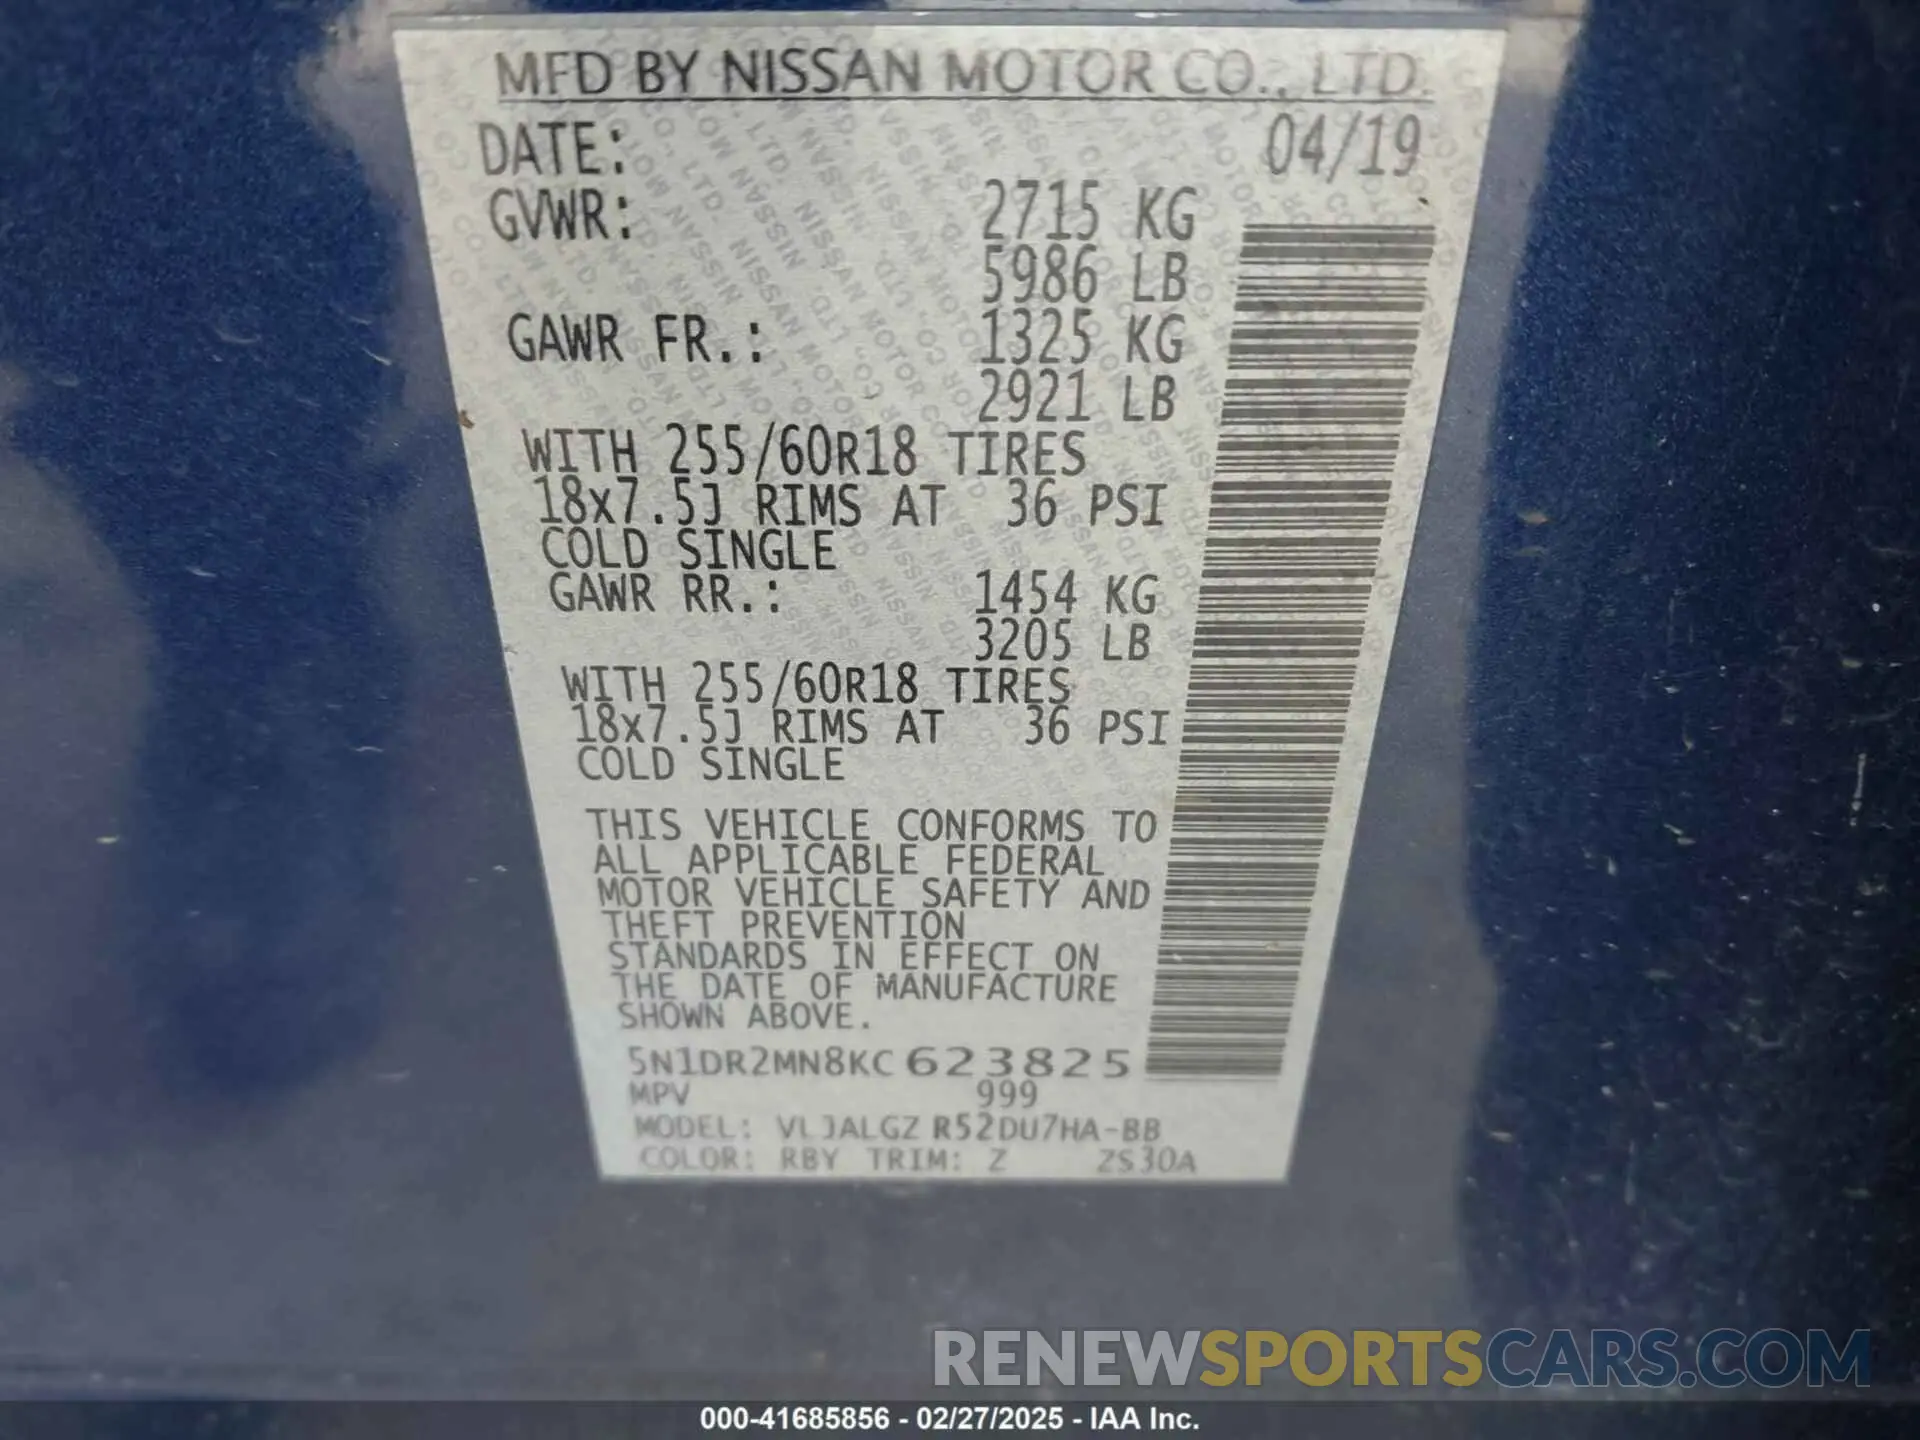 MFD BY NISSAN MOTOR CO., LTD.
DATE: 04/19
GVWR: 2715 KG
5986 LB
GAWR FR.: 1325 KG
2921 LB
WITH 255/60R18 TIRES
18x7.5J RIMS AT 36 PSI
COLD SINGLE
GAWR RR.: 1454 KG
3205 LB
WITH 255/60R18 TIRES
18x7.5J RIMS AT 36 PSI
COLD SINGLE
THIS VEHICLE CONFORMS TO
ALL APPLICABLE FEDERAL
MOTOR VEHICLE SAFETY AND
THEFT PREVENTION
STANDARDS IN EFFECT ON
THE DATE OF MANUFACTURE
SHOWN ABOVE.
5N1DR2MN8KC 623825
MPV 999
MODEL: VLJALGZ R52DU7HA-BB
COLOR: RBY TRIM: Z ZS30A
RENEWSPORTSCARS.COM
000-41685856 - 02/27/2025 - IAA Inc.